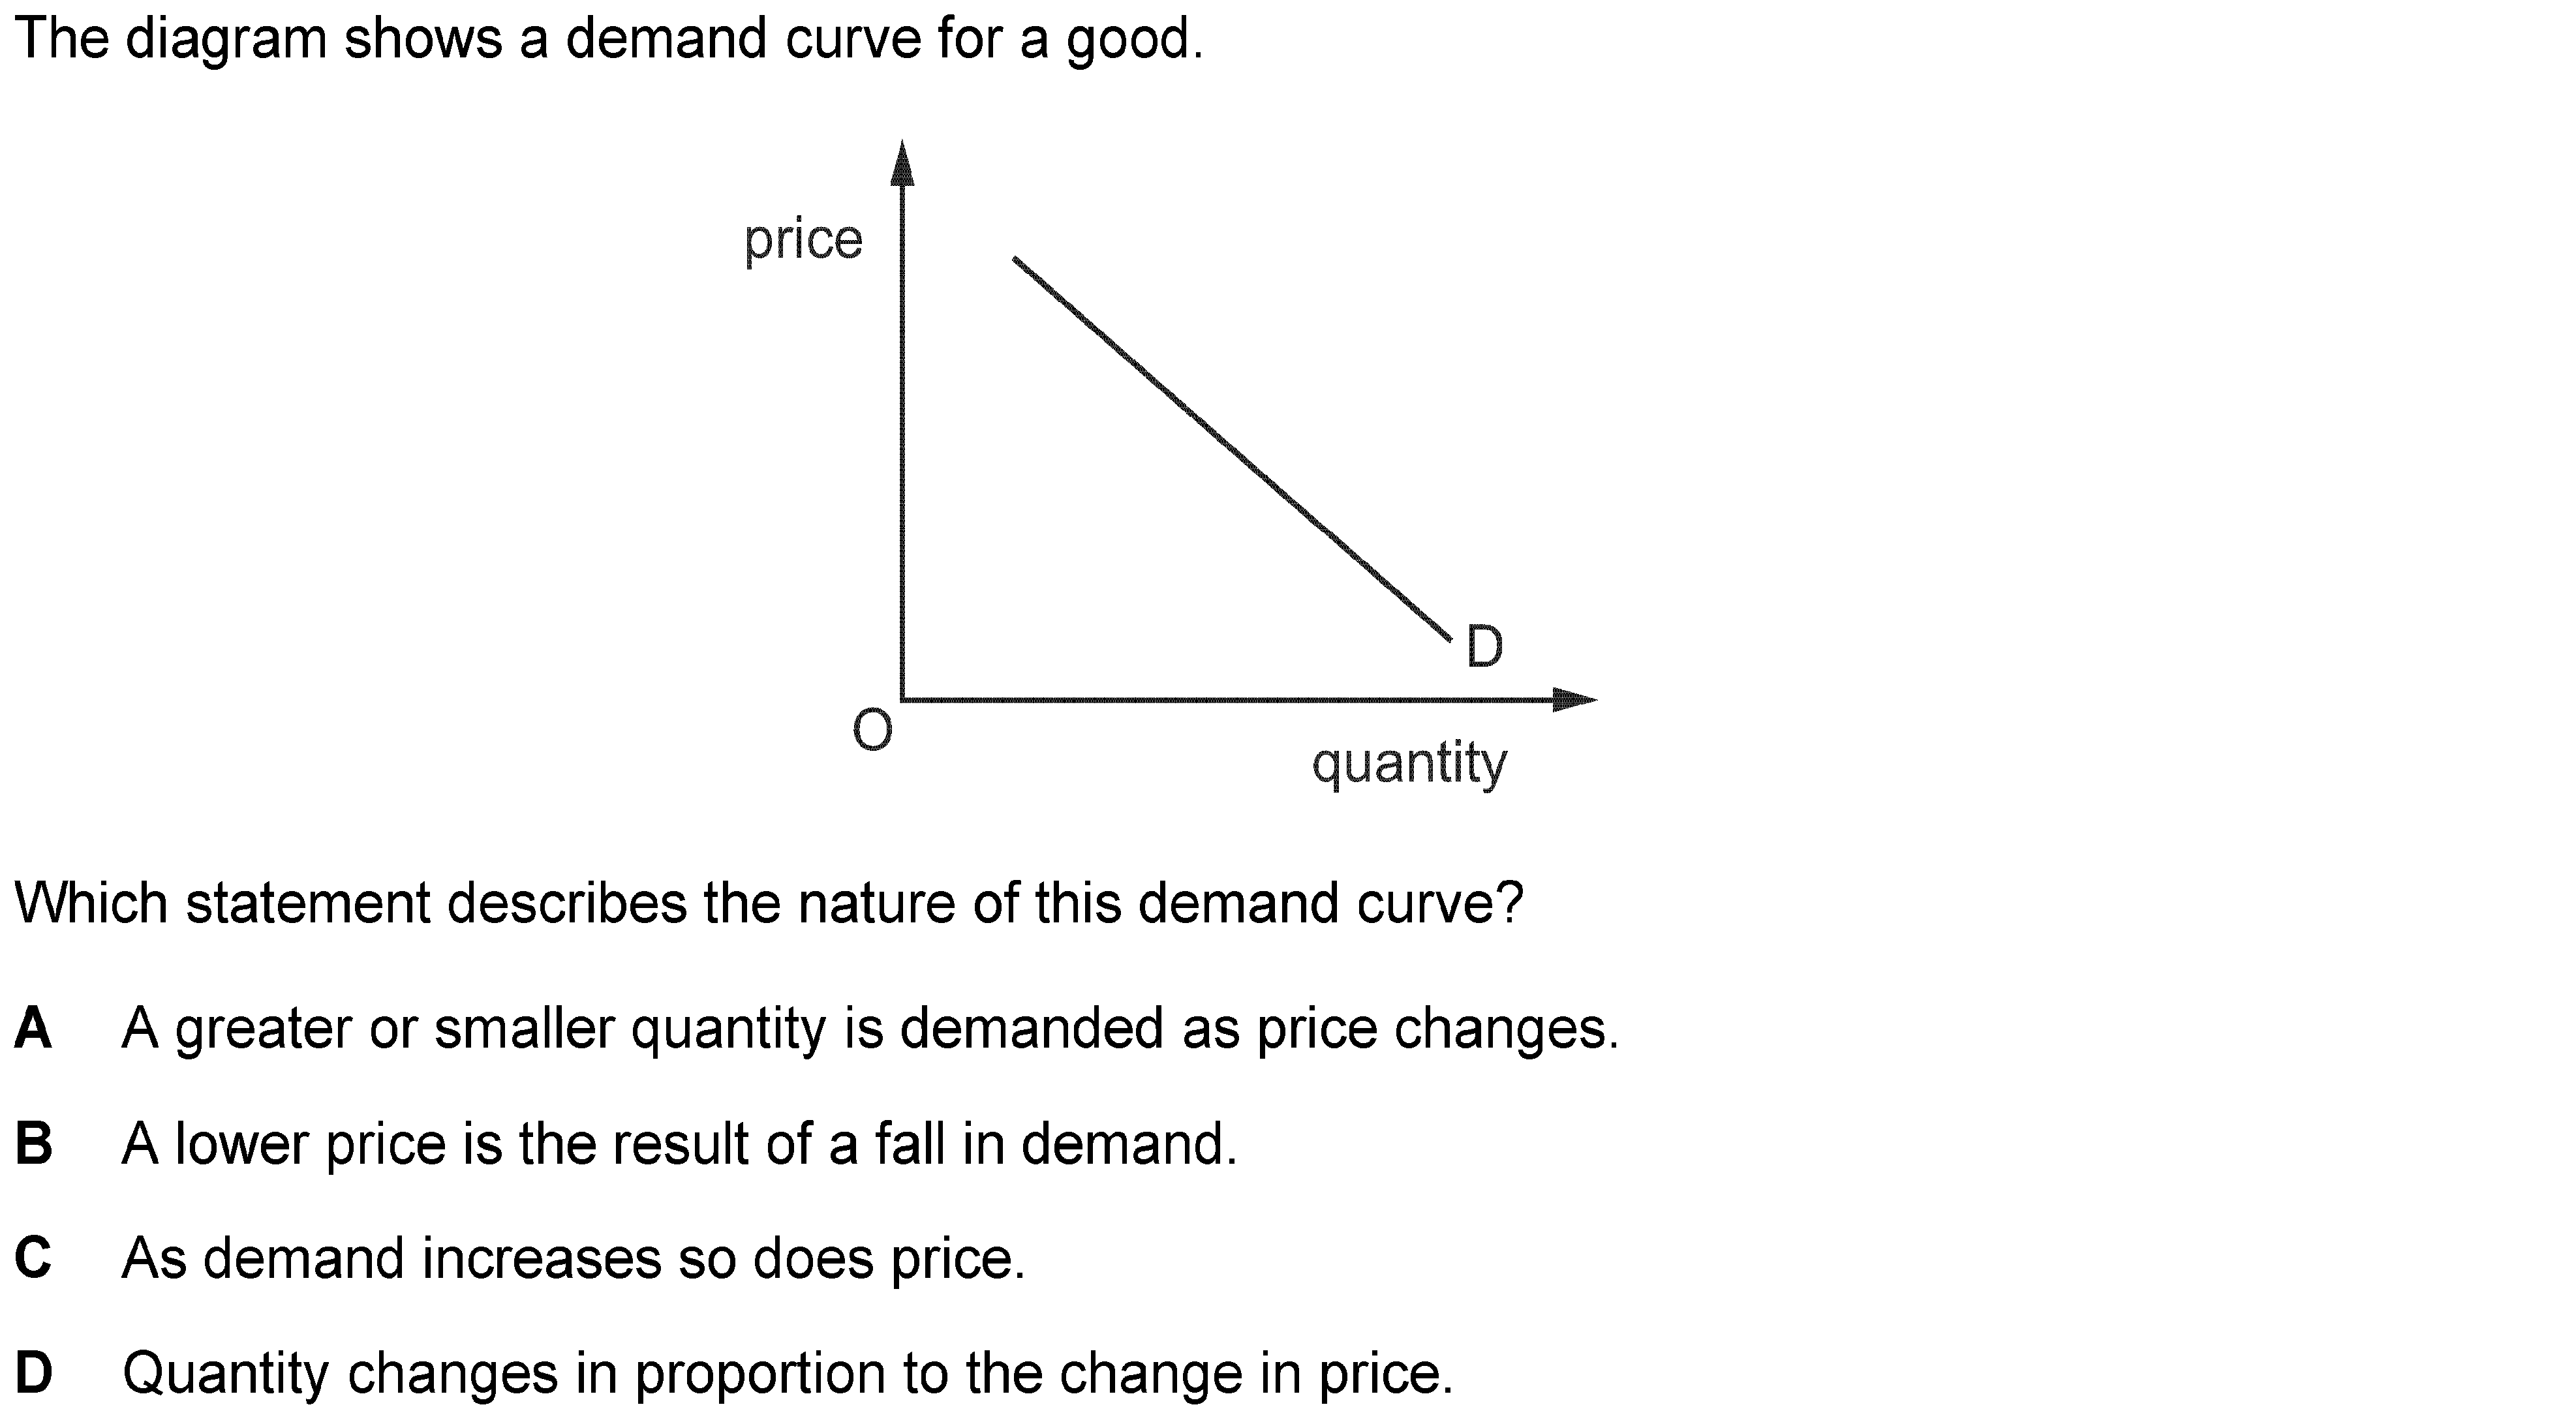 The diagram shows a demand curve for a good.
price
D
O
quantity
Which statement describes the nature of this demand curve?
A A greater or smaller quantity is demanded as price changes.
B A lower price is the result of a fall in demand.
C As demand increases so does price.
D Quantity changes in proportion to the change in price.